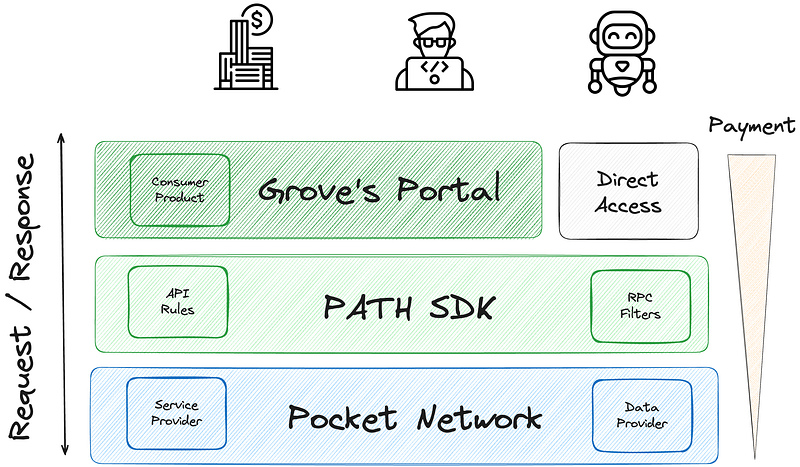 $
</>
Payment
Request / Response
Consumer
Product
Grove's Portal
Direct
Access
API
Rules
PATH SDK
RPC
Filters
Service
Provider
Pocket Network
Data
Provider